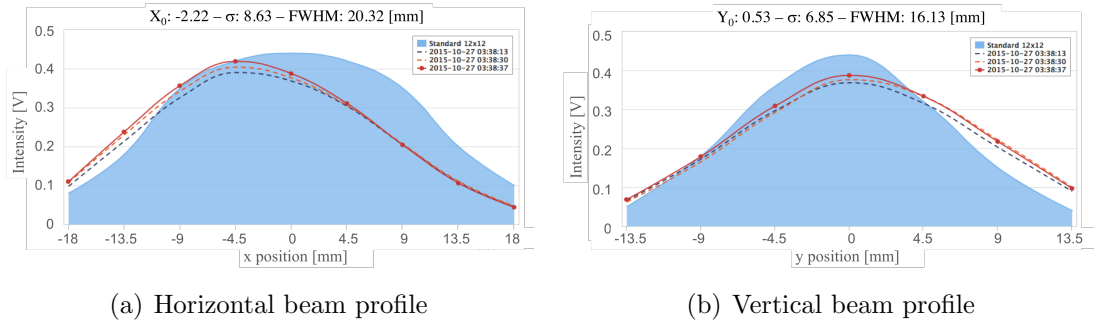 X0: -2.22 – σ: 8.63 – FWHM: 20.32 [mm]
0.5
0.4
0.3
0.2
0.1
0
Intensity [V]
Standard 12x12
2015-10-27 03:38:13
2015-10-27 03:38:30
2015-10-27 03:38:37
-18 -13.5 -9 -4.5 0 4.5 9 13.5 18
x position [mm]
(a) Horizontal beam profile
Y0: 0.53 – σ: 6.85 – FWHM: 16.13 [mm]
0.5
0.4
0.3
0.2
0.1
0
Intensity [V]
Standard 12x12
2015-10-27 03:38:13
2015-10-27 03:38:30
2015-10-27 03:38:37
-13.5 -9 -4.5 0 4.5 9 13.5
y position [mm]
(b) Vertical beam profile